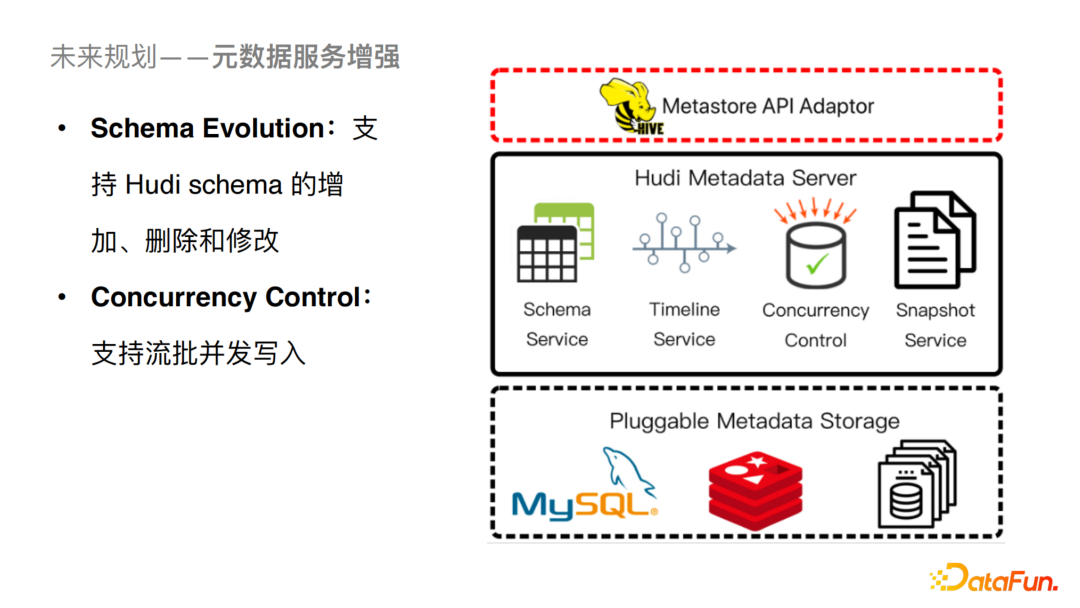 未来规划——元数据服务增强
• Schema Evolution：支
持 Hudi schema 的增
加、删除和修改
• Concurrency Control：
支持流批并发写入
HIVE
Metastore API Adaptor
Hudi Metadata Server
Schema
Service
Timeline
Service
Concurrency
Control
Snapshot
Service
Pluggable Metadata Storage
MySQL®
DataFun.